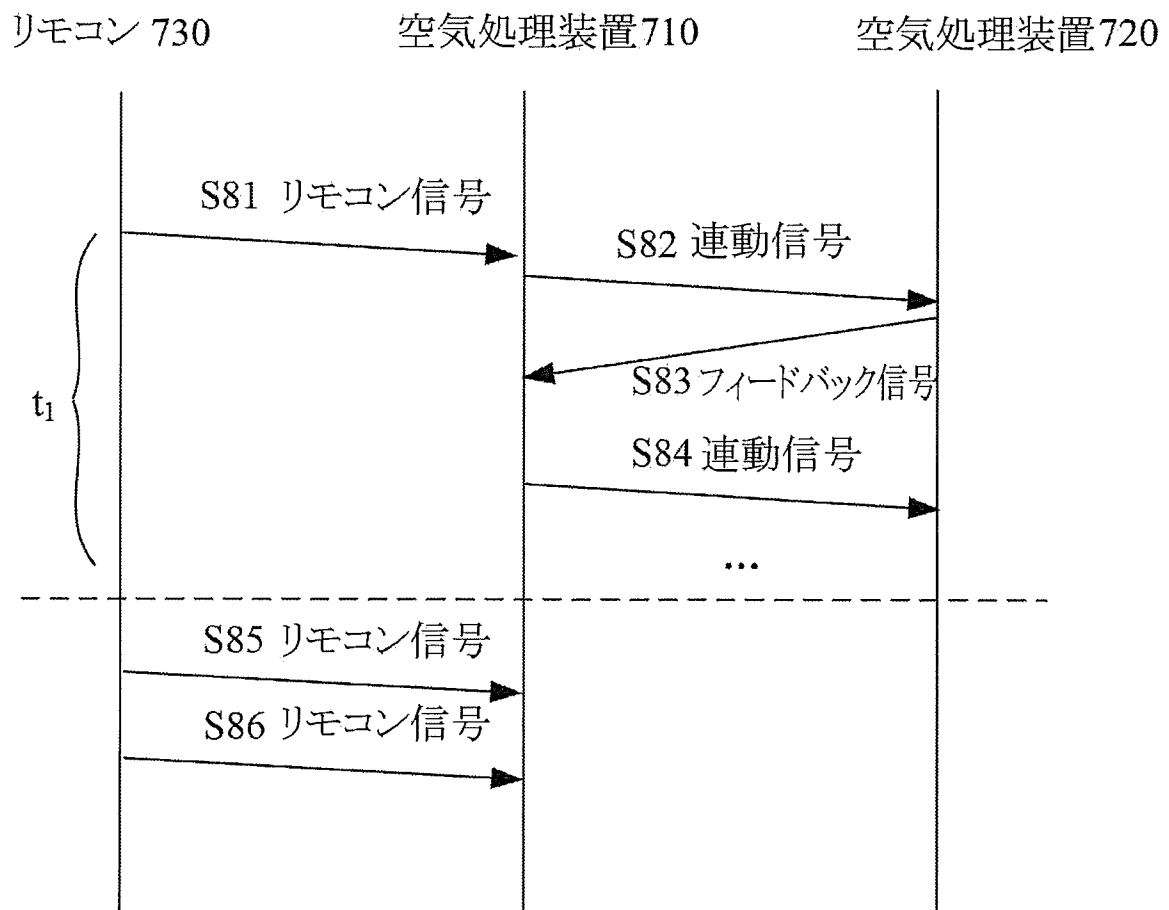 リモコン 730
空気処理装置710
空気処理装置720
S81 リモコン信号
S82 連動信号
S83 フィードバック信号
t1
S84 連動信号
...
S85 リモコン信号
S86 リモコン信号